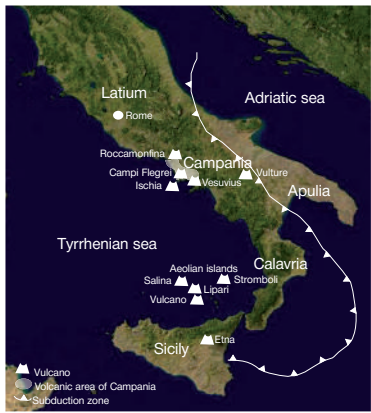 Latium
Adriatic sea
Rome
Roccamonfina
Campania
Campi Flegrei
Vulture
Ischia
Vesuvius
Apulia
Tyrrhenian sea
Calavria
Aeolian islands
Salina
Stromboli
Lipari
Vulcano
Etna
Sicily
Vulcano
Volcanic area of Campania
Subduction zone